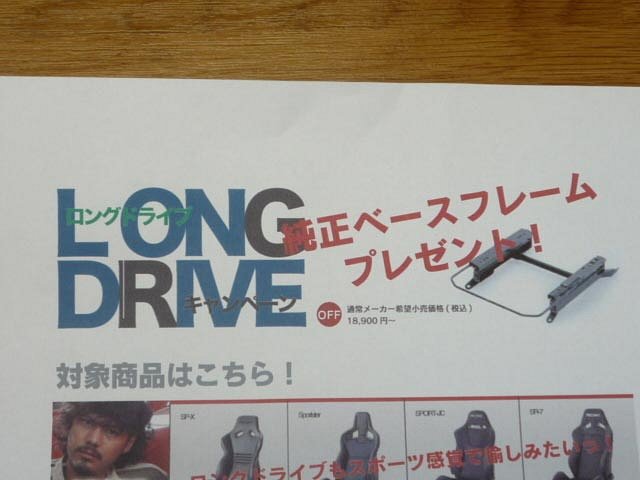 LONG
ロングドライブ
DRIVE
キャンペーン
純正ベースフレーム
プレゼント！
OFF
通常メーカー希望小売価格(税込)
18,900円〜
対象商品はこちら！
SP-X
Sportster
SPORT-JC
SR-7
ロングドライブもスポーツ感覚で愉しみたいっ！